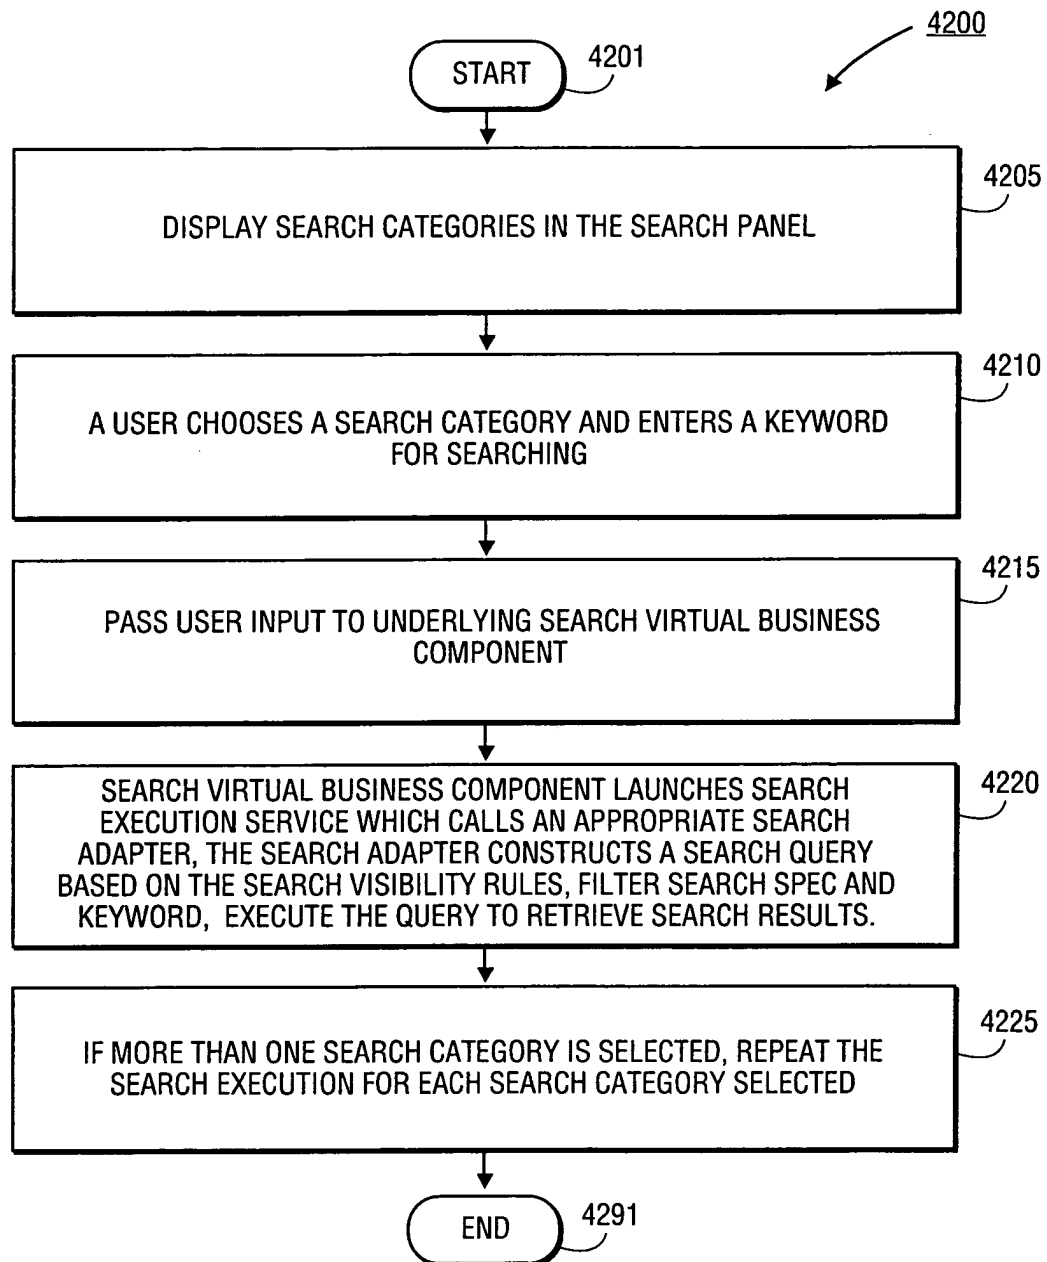 4200
START
4201
DISPLAY SEARCH CATEGORIES IN THE SEARCH PANEL
4205
A USER CHOOSES A SEARCH CATEGORY AND ENTERS A KEYWORD
FOR SEARCHING
4210
PASS USER INPUT TO UNDERLYING SEARCH VIRTUAL BUSINESS
COMPONENT
4215
SEARCH VIRTUAL BUSINESS COMPONENT LAUNCHES SEARCH
EXECUTION SERVICE WHICH CALLS AN APPROPRIATE SEARCH
ADAPTER, THE SEARCH ADAPTER CONSTRUCTS A SEARCH QUERY
BASED ON THE SEARCH VISIBILITY RULES, FILTER SEARCH SPEC AND
KEYWORD, EXECUTE THE QUERY TO RETRIEVE SEARCH RESULTS.
4220
IF MORE THAN ONE SEARCH CATEGORY IS SELECTED, REPEAT THE
SEARCH EXECUTION FOR EACH SEARCH CATEGORY SELECTED
4225
END
4291